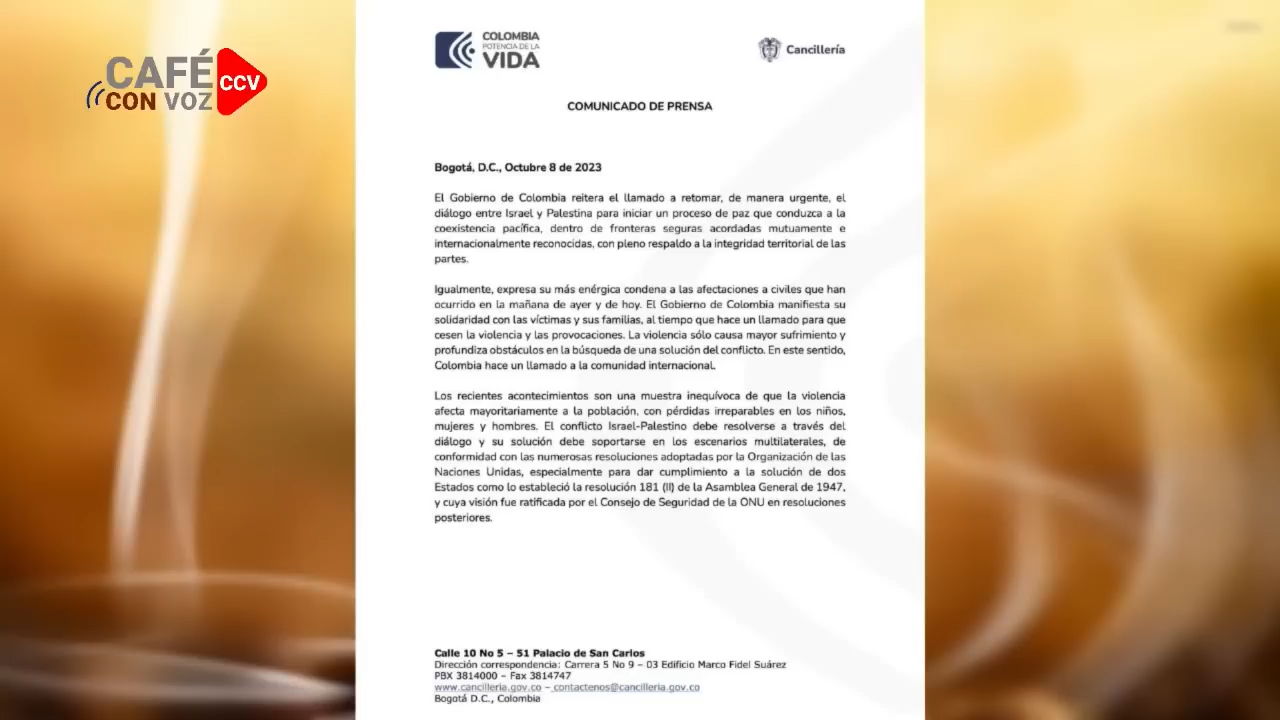 CAFÉ
CON VOZ
CCV
COLOMBIA
POTENCIA DE LA
VIDA
Cancillería
COMUNICADO DE PRENSA
Bogotá, D.C., Octubre 8 de 2023
El Gobierno de Colombia reitera el llamado a retomar, de manera urgente, el
diálogo entre Israel y Palestina para iniciar un proceso de paz que conduzca a la
coexistencia pacífica, dentro de fronteras seguras acordadas mutuamente e
internacionalmente reconocidas, con pleno respaldo a la integridad territorial de las
partes.
Igualmente, expresa su más enérgica condena a las afectaciones a civiles que han
ocurrido en la mañana de ayer y de hoy. El Gobierno de Colombia manifiesta su
solidaridad con las víctimas y sus familias, al tiempo que hace un llamado para que
cesen la violencia y las provocaciones. La violencia sólo causa mayor sufrimiento y
profundiza obstáculos en la búsqueda de una solución del conflicto. En este sentido,
Colombia hace un llamado a la comunidad internacional.
Los recientes acontecimientos son una muestra inequívoca de que la violencia
afecta mayoritariamente a la población, con pérdidas irreparables en los niños,
mujeres y hombres. El conflicto Israel-Palestino debe resolverse a través del
diálogo y su solución debe soportarse en los escenarios multilaterales, de
conformidad con las numerosas resoluciones adoptadas por la Organización de las
Naciones Unidas, especialmente para dar cumplimiento a la solución de dos
Estados como lo estableció la resolución 181 (II) de la Asamblea General de 1947,
y cuya visión fue ratificada por el Consejo de Seguridad de la ONU en resoluciones
posteriores.
Calle 10 No 5 – 51 Palacio de San Carlos
Dirección correspondencia: Carrera 5 No 9 – 03 Edificio Marco Fidel Suárez
PBX 3814000 – Fax 3814747
www.cancilleria.gov.co – contactenos@cancilleria.gov.co
Bogotá D.C., Colombia